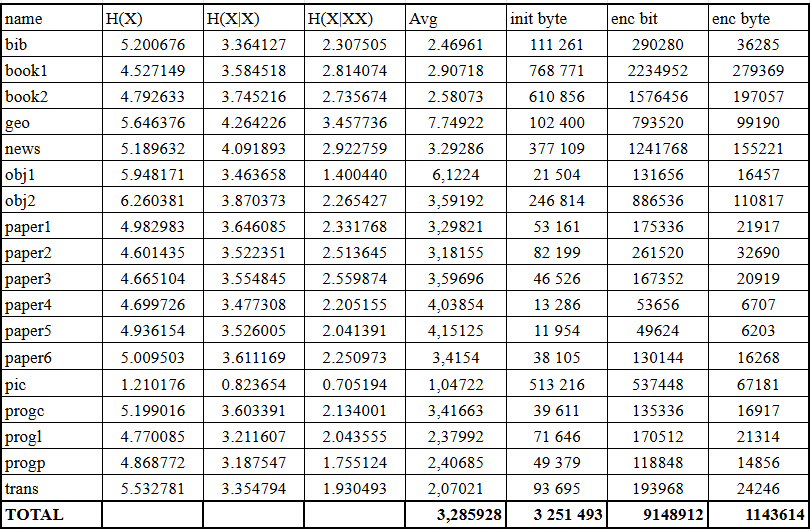 name H(X) H(X|X) H(X|XX) Avg init byte enc bit enc byte
bib 5.200676 3.364127 2.307505 2.46961 111 261 290280 36285
book1 4.527149 3.584518 2.814074 2.90718 768 771 2234952 279369
book2 4.792633 3.745216 2.735674 2.58073 610 856 1576456 197057
geo 5.646376 4.264226 3.457736 7.74922 102 400 793520 99190
news 5.189632 4.091893 2.922759 3.29286 377 109 1241768 155221
obj1 5.948171 3.463658 1.400440 6,1224 21 504 131656 16457
obj2 6.260381 3.870373 2.265427 3,59192 246 814 886536 110817
paper1 4.982983 3.646085 2.331768 3,29821 53 161 175336 21917
paper2 4.601435 3.522351 2.513645 3,18155 82 199 261520 32690
paper3 4.665104 3.554845 2.559874 3,59696 46 526 167352 20919
paper4 4.699726 3.477308 2.205155 4,03854 13 286 53656 6707
paper5 4.936154 3.526005 2.041391 4,15125 11 954 49624 6203
paper6 5.009503 3.611169 2.250973 3,4154 38 105 130144 16268
pic 1.210176 0.823654 0.705194 1,04722 513 216 537448 67181
progc 5.199016 3.603391 2.134001 3,41663 39 611 135336 16917
progl 4.770085 3.211607 2.043555 2,37992 71 646 170512 21314
progp 4.868772 3.187547 1.755124 2,40685 49 379 118848 14856
trans 5.532781 3.354794 1.930493 2,07021 93 695 193968 24246
TOTAL 3,285928 3 251 493 9148912 1143614